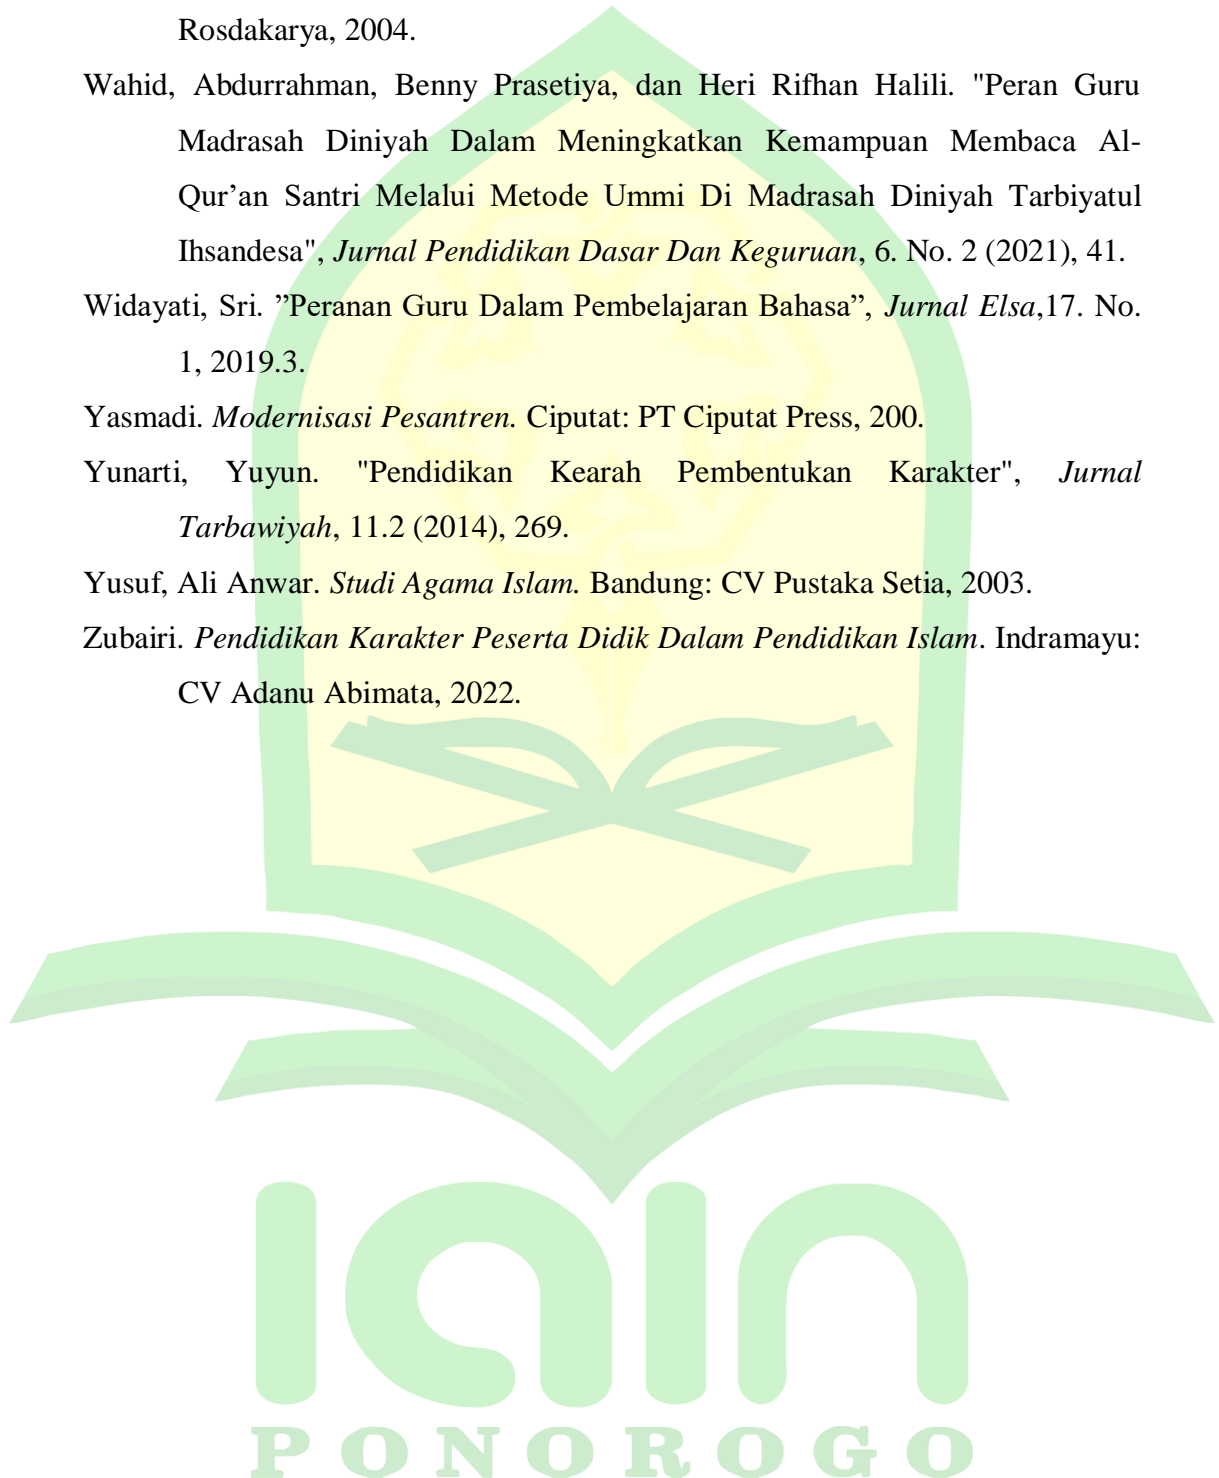 Rosdakarya, 2004.
Wahid, Abdurrahman, Benny Prasetiya, dan Heri Rifhan Halili. "Peran Guru
Madrasah Diniyah Dalam Meningkatkan Kemampuan Membaca Al-
Qur’an Santri Melalui Metode Ummi Di Madrasah Diniyah Tarbiyatul
Ihsandesa", Jurnal Pendidikan Dasar Dan Keguruan, 6. No. 2 (2021), 41.
Widayati, Sri. ”Peranan Guru Dalam Pembelajaran Bahasa”, Jurnal Elsa,17. No.
1, 2019.3.
Yasmadi. Modernisasi Pesantren. Ciputat: PT Ciputat Press, 200.
Yunarti, Yuyun. "Pendidikan Kearah Pembentukan Karakter", Jurnal
Tarbawiyah, 11.2 (2014), 269.
Yusuf, Ali Anwar. Studi Agama Islam. Bandung: CV Pustaka Setia, 2003.
Zubairi. Pendidikan Karakter Peserta Didik Dalam Pendidikan Islam. Indramayu:
CV Adanu Abimata, 2022.
iain
PONOROGO